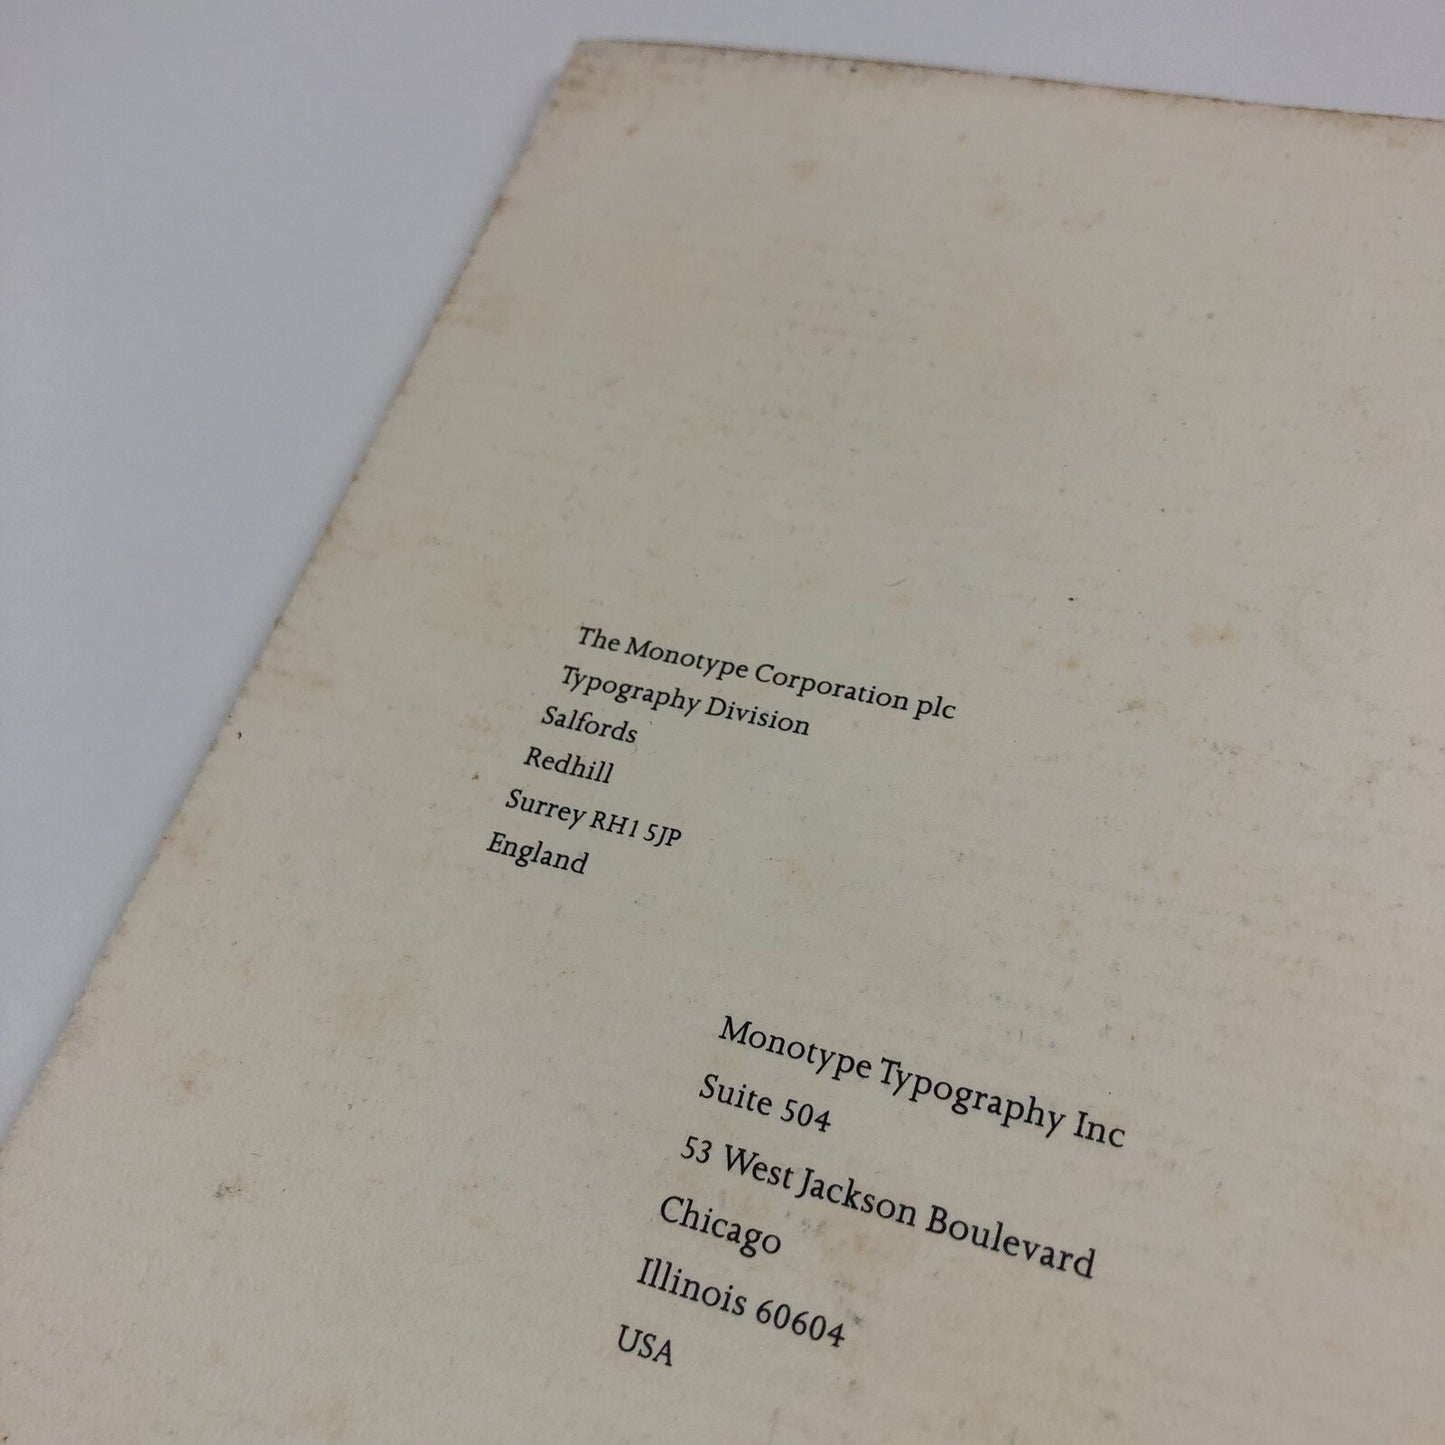 The Monotype Corporation plc
Typography Division
Salfords
Redhill
Surrey RH1 5JP
England
Monotype Typography Inc
Suite 504
53 West Jackson Boulevard
Chicago
Illinois 60604
USA